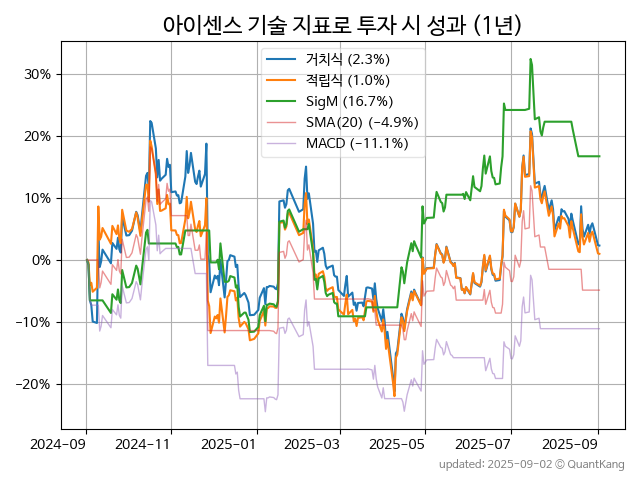 아이센스 기술 지표로 투자 시 성과 (1년)
거치식 (2.3%)
적립식 (1.0%)
SigM (16.7%)
SMA(20) (−4.9%)
MACD (−11.1%)
30%
20%
10%
0%
−10%
−20%
2024-09 2024-11 2025-01 2025-03 2025-05 2025-07 2025-09
updated: 2025-09-02 © QuantKang